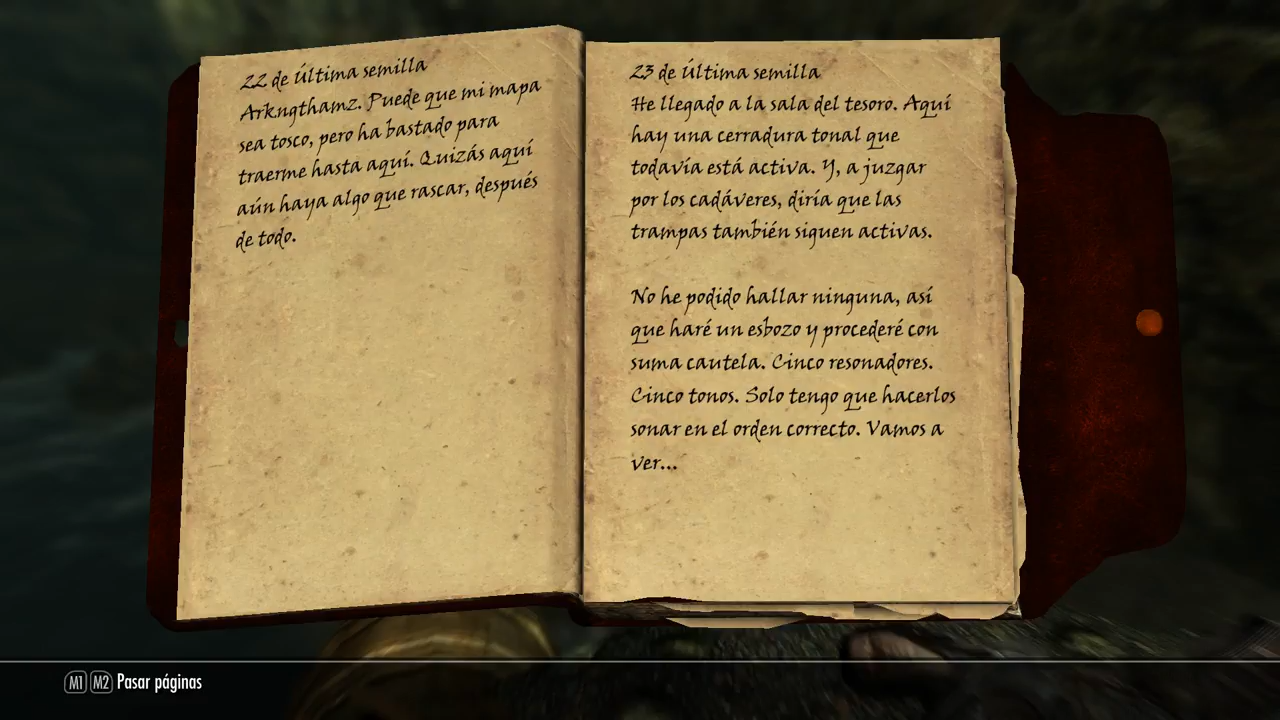 22 de Última semilla
Arkngthamz. Puede que mi mapa
sea tosco, pero ha bastado para
traerme hasta aquí. Quizás aquí
aún haya algo que rascar, después
de todo.
23 de Última semilla
He llegado a la sala del tesoro. Aquí
hay una cerradura tonal que
todavía está activa. Y, a juzgar
por los cadáveres, diría que las
trampas también siguen activas.
No he podido hallar ninguna, así
que haré un esbozo y procederé con
suma cautela. Cinco resonadores.
Cinco tonos. Solo tengo que hacerlos
sonar en el orden correcto. Vamos a
ver...
M1 M2 Pasar páginas